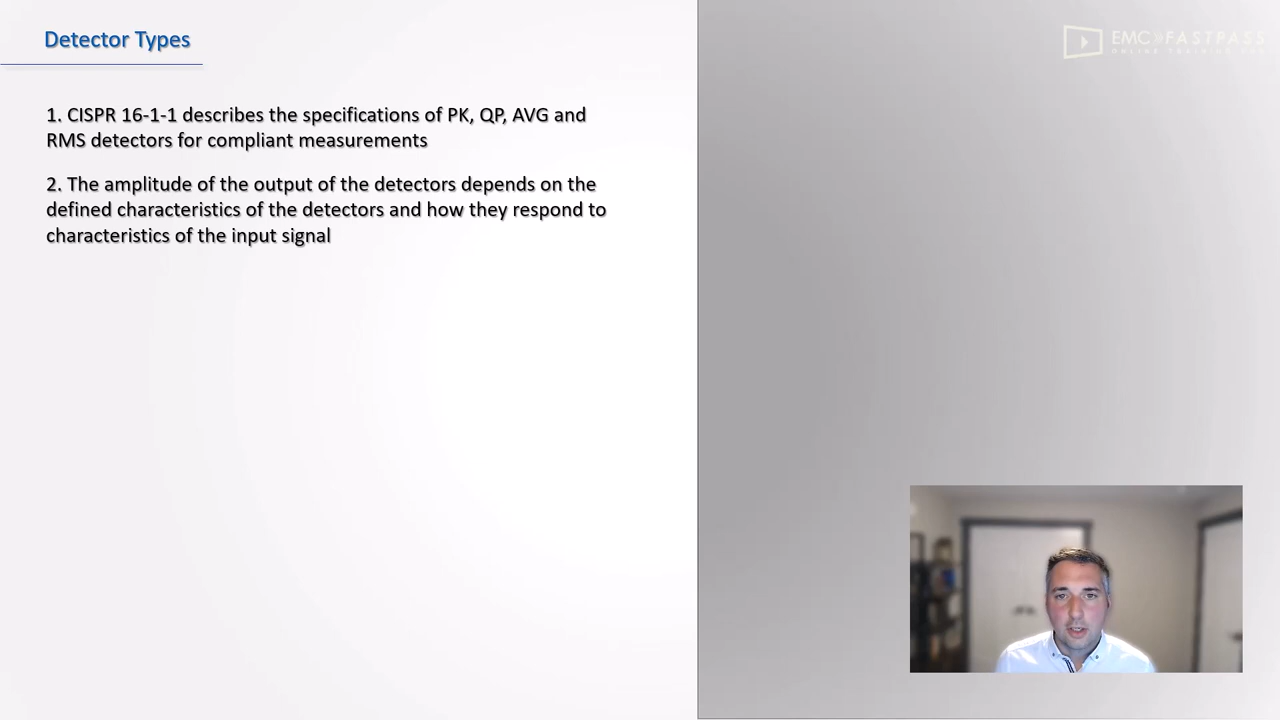 Detector Types
EMC FASTPASS
1. CISPR 16-1-1 describes the specifications of PK, QP, AVG and
RMS detectors for compliant measurements
2. The amplitude of the output of the detectors depends on the
defined characteristics of the detectors and how they respond to
characteristics of the input signal